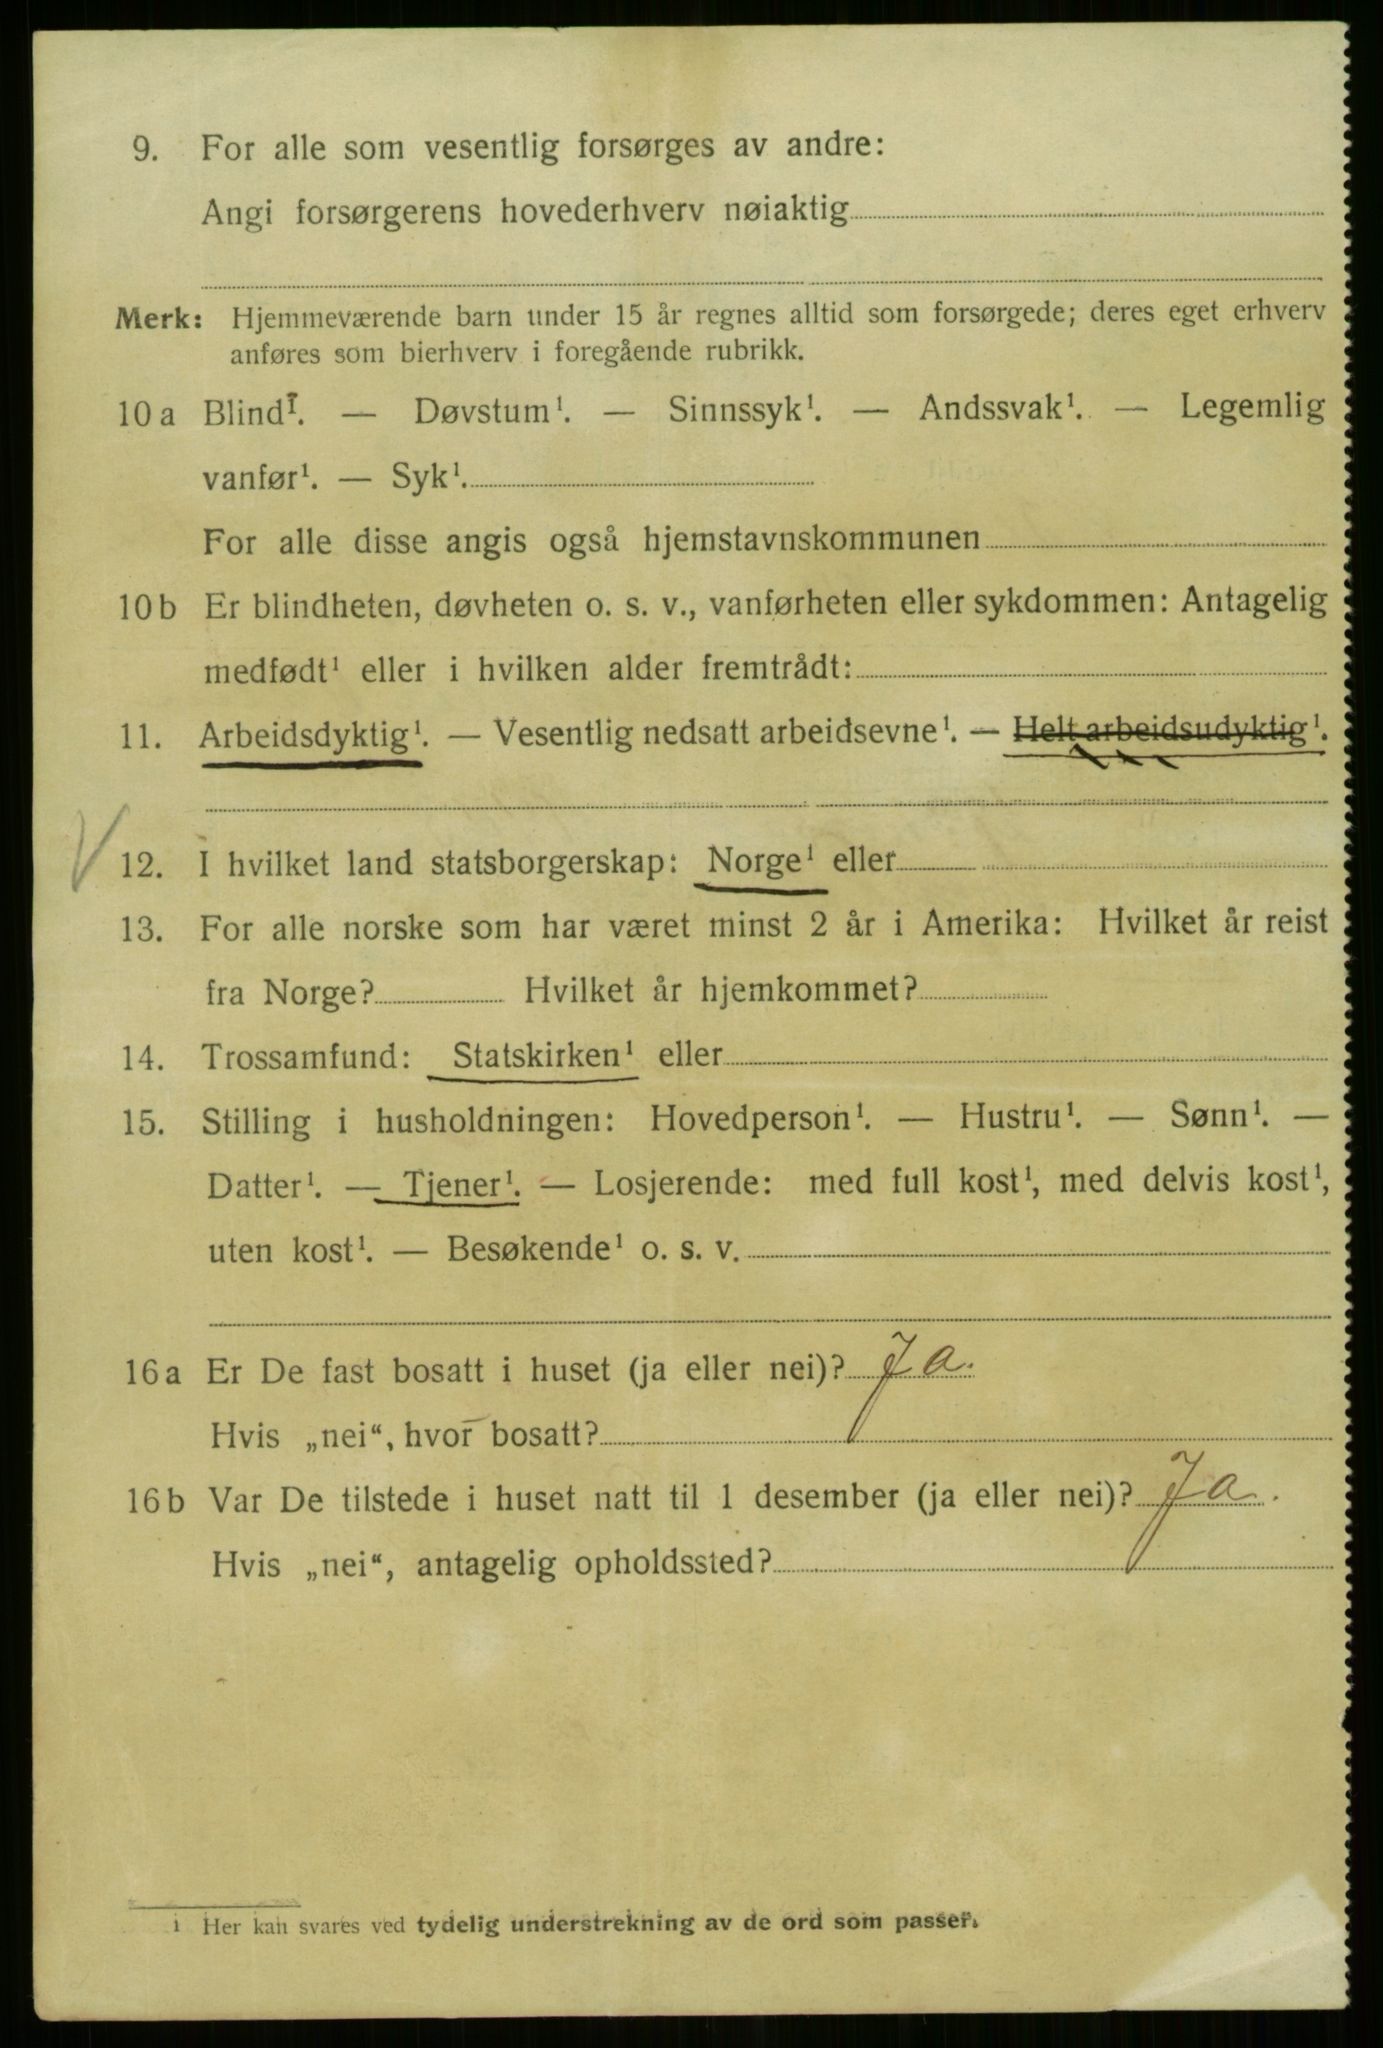 9. For alle som vesentlig forsørges av andre:
Angi forsørgerens hovederhverv nøiaktig
Merk: Hjemmeværende barn under 15 år regnes alltid som forsørgede; deres eget erhverv
anføres som bierhverv i foregående rubrikk.
10 a Blind¹. — Døvstum¹. — Sinnssyk¹. — Andssvak¹. — Legemlig
vanfør¹. — Syk¹.
For alle disse angis også hjemstavnskommunen
10 b Er blindheten, døvheten o. s. v., vanførheten eller sykdommen: Antagelig
medfødt¹ eller i hvilken alder fremtrådt:
11. Arbeidsdyktig¹. — Vesentlig nedsatt arbeidsevne¹. — Helt arbeidsudyktig¹.
12. I hvilket land statsborgerskap: Norge¹ eller
13. For alle norske som har været minst 2 år i Amerika: Hvilket år reist
fra Norge? Hvilket år hjemkommet?
14. Trossamfund: Statskirken¹ eller
15. Stilling i husholdningen: Hovedperson¹. — Hustru¹. — Sønn¹. —
Datter¹. — Tjener¹. — Losjerende: med full kost¹, med delvis kost¹,
uten kost¹. — Besøkende¹ o. s. v.
16 a Er De fast bosatt i huset (ja eller nei)? Ja.
Hvis „nei“, hvor bosatt?
16 b Var De tilstede i huset natt til 1 desember (ja eller nei)? Ja.
Hvis „nei“, antagelig opholdssted?
1 Her kan svares ved tydelig understrekning av de ord som passer.